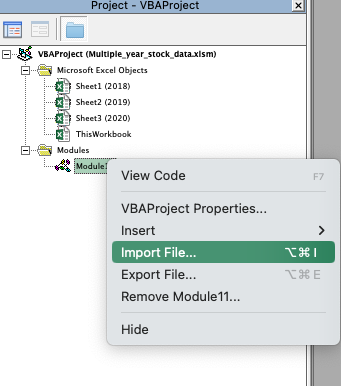 Project - VBAProject
VBAProject (Multiple_year_stock_data.xlsm)
Microsoft Excel Objects
Sheet1 (2018)
Sheet2 (2019)
Sheet3 (2020)
ThisWorkbook
Modules
Module1
View Code F7
VBAProject Properties...
Insert
Import File... ⌥⌘I
Export File... ⌥⌘E
Remove Module11...
Hide